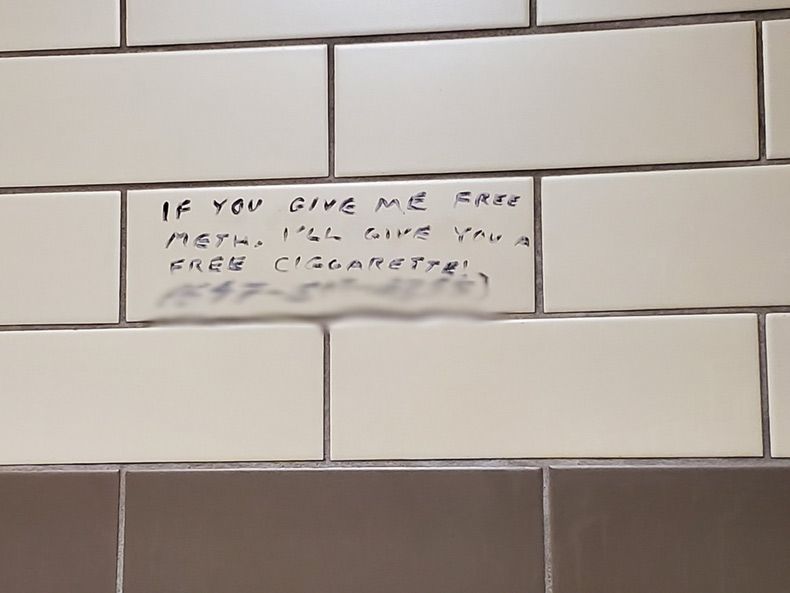 IF YOU GIVE ME FREE
METH. I'LL GIVE YOU A
FREE CIGGARETTE!